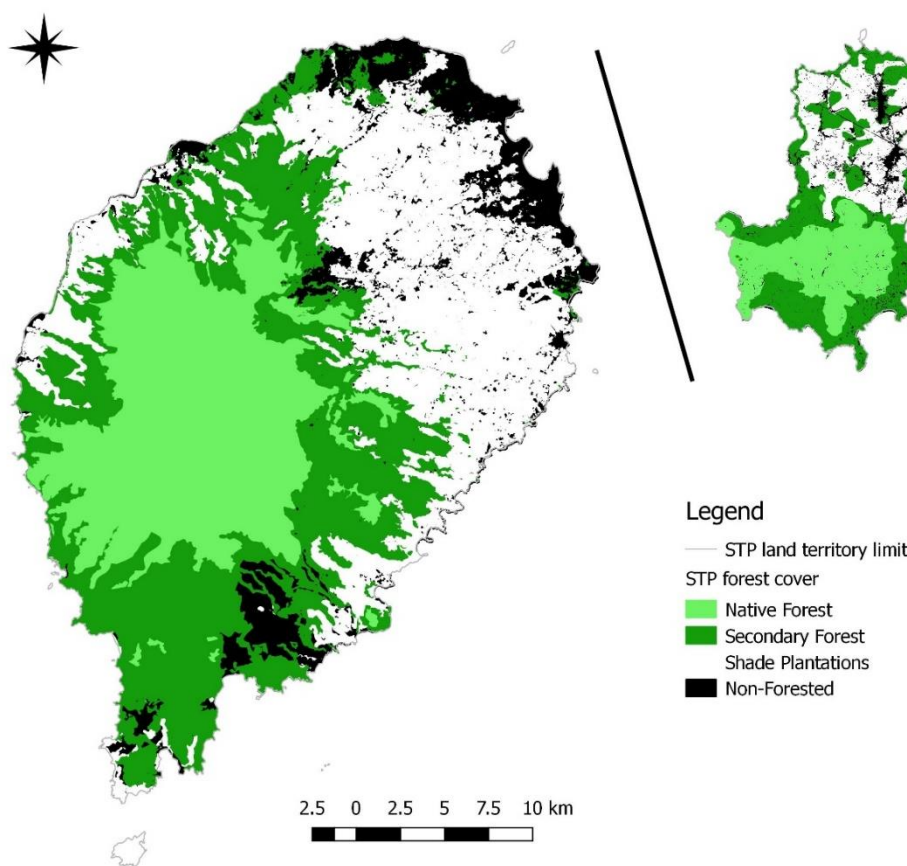 Legend
STP land territory limit
STP forest cover
Native Forest
Secondary Forest
Shade Plantations
Non-Forested
2.5 0 2.5 5 7.5 10 km